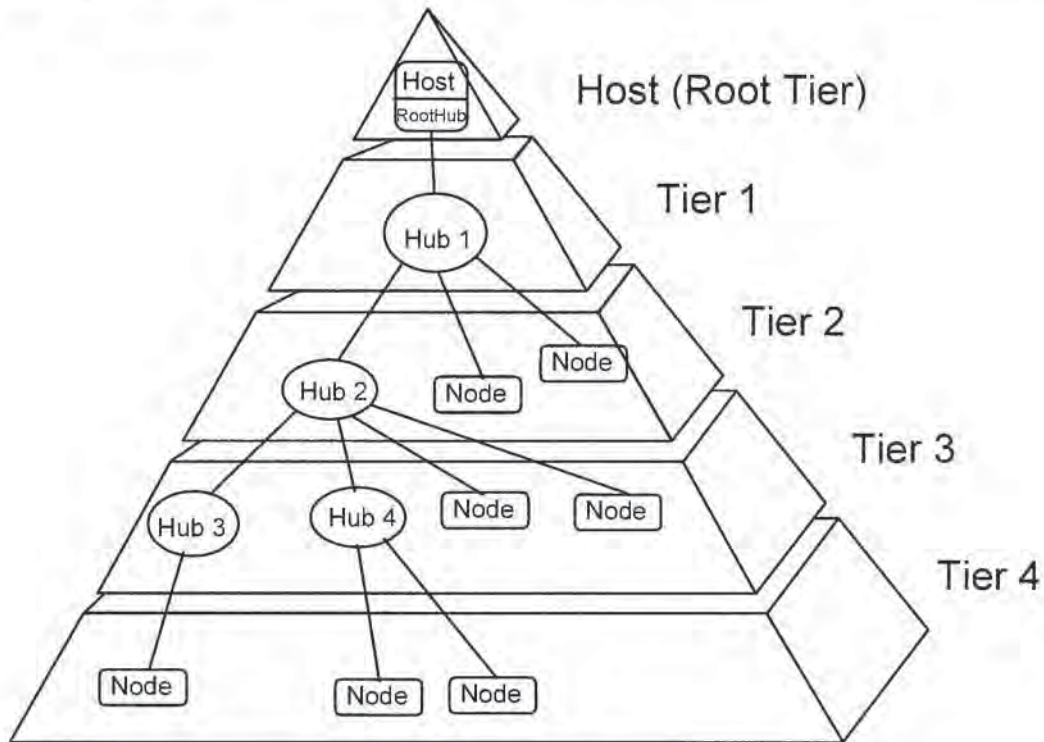 Host
RootHub
Host (Root Tier)
Tier 1
Hub 1
Tier 2
Node
Hub 2
Node
Tier 3
Hub 3
Hub 4
Node
Node
Tier 4
Node
Node
Node